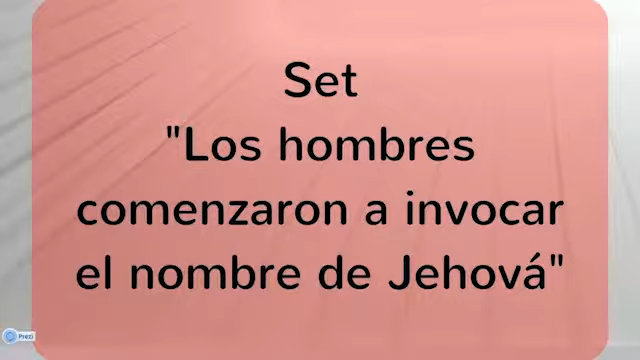 Set
"Los hombres
comenzaron a invocar
el nombre de Jehová"
Prezi